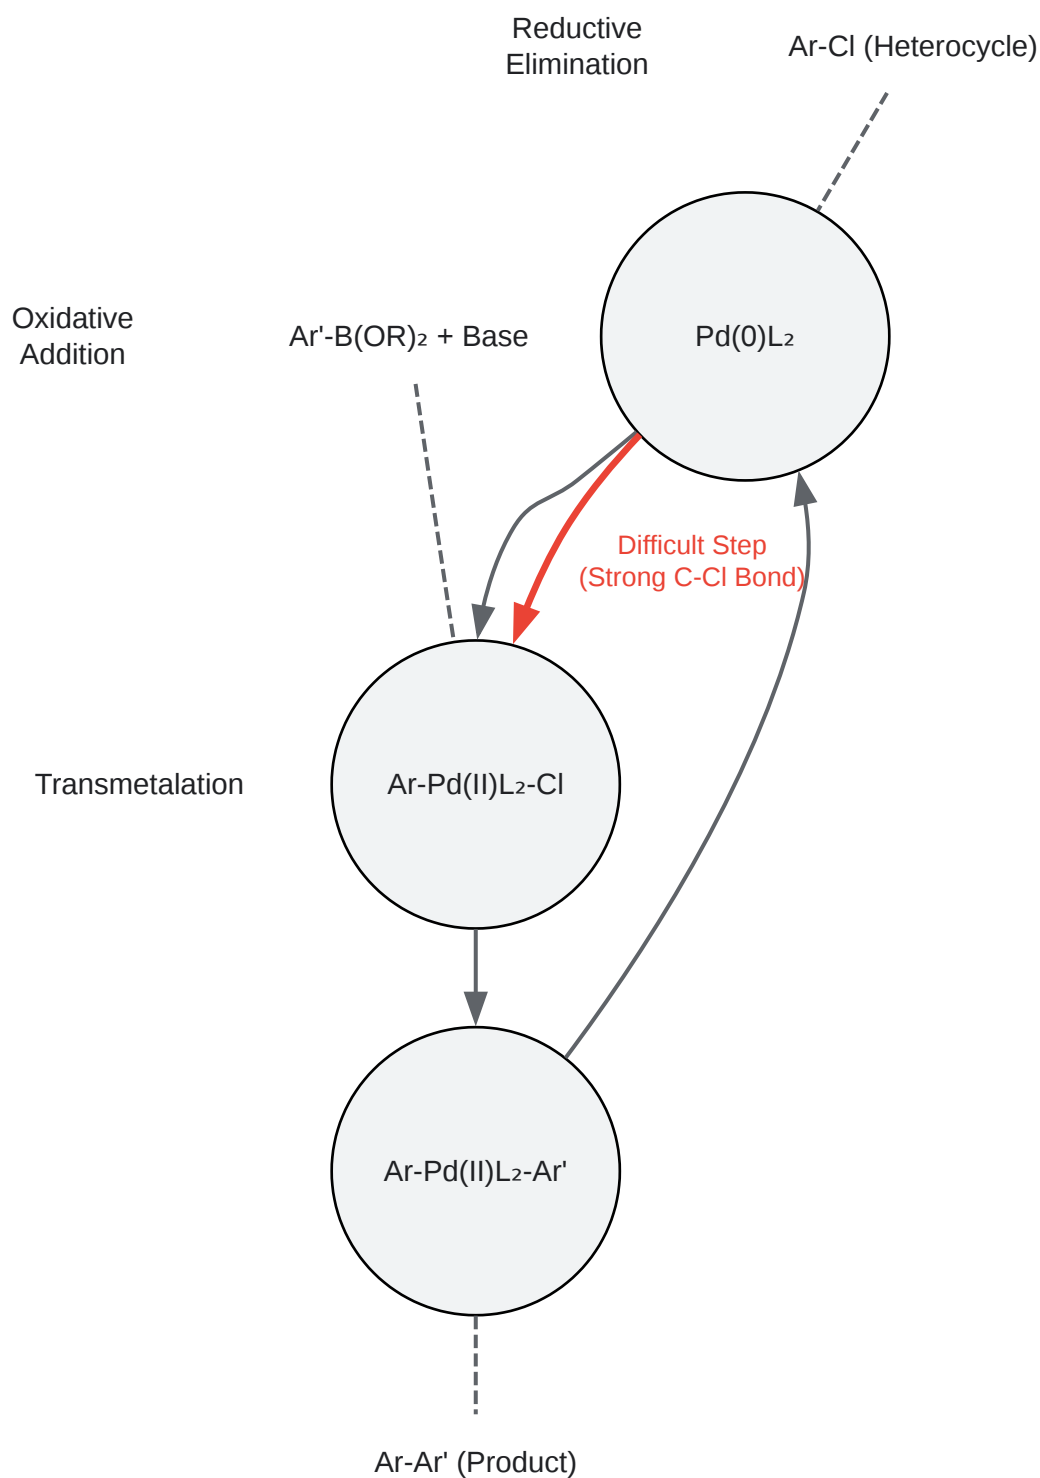 Reductive
Elimination
Ar-Cl (Heterocycle)
Oxidative
Addition
Ar'-B(OR)₂ + Base
Pd(0)L₂
Difficult Step
(Strong C-Cl Bond)
Transmetalation
Ar-Pd(II)L₂-Cl
Ar-Pd(II)L₂-Ar'
Ar-Ar' (Product)